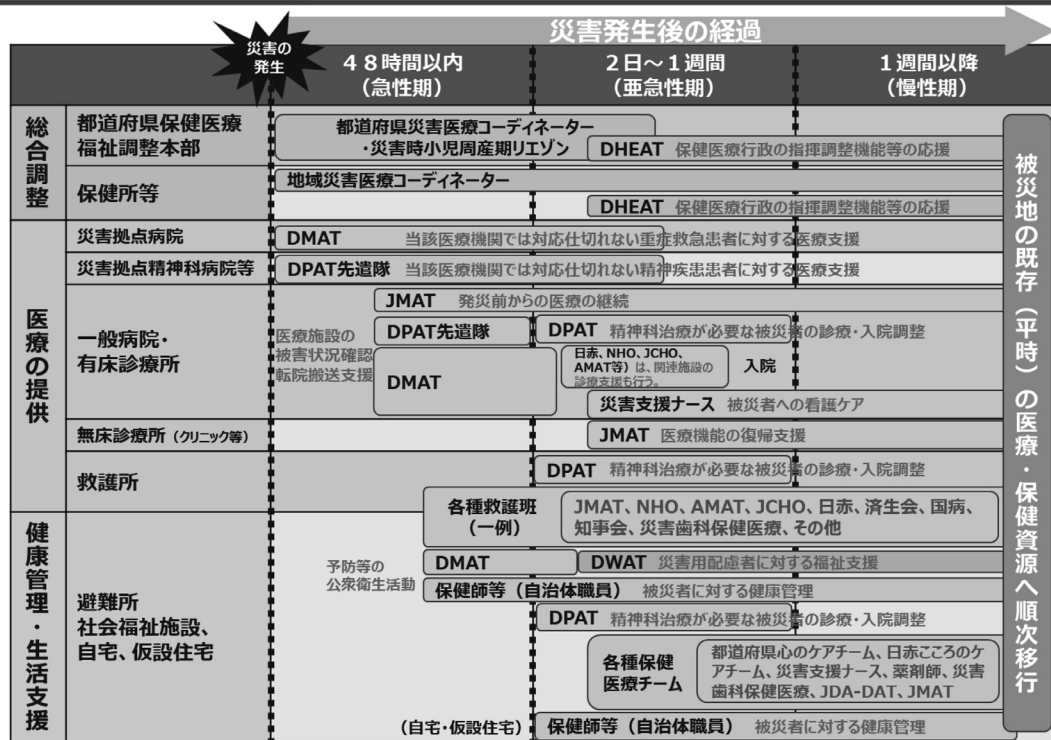 災害発生後の経過
災害の
発生
48時間以内
(急性期)
2日～1週間
(亜急性期)
1週間以降
(慢性期)
総合調整
都道府県保健医療
福祉調整本部
都道府県災害医療コーディネーター
・災害時小児周産期リエゾン
DHEAT 保健医療行政の指揮調整機能等の応援
保健所等
地域災害医療コーディネーター
DHEAT 保健医療行政の指揮調整機能等の応援
医療の提供
災害拠点病院
DMAT 当該医療機関では対応仕切れない重症救急患者に対する医療支援
災害拠点精神科病院等
DPAT先遣隊 当該医療機関では対応仕切れない精神疾患患者に対する医療支援
一般病院・
有床診療所
医療施設の
被害状況確認
転院搬送支援
JMAT 発災前からの医療の継続
DPAT先遣隊
DPAT 精神科治療が必要な被災者の診療・入院調整
DMAT
日赤、NHO、JCHO、
AMAT等）は、関連施設の
診療支援も行う。
入院
災害支援ナース 被災者への看護ケア
無床診療所（クリニック等）
JMAT 医療機能の復帰支援
救護所
DPAT 精神科治療が必要な被災者の診療・入院調整
各種救護班
(一例)
JMAT、NHO、AMAT、JCHO、日赤、済生会、国病、
知事会、災害歯科保健医療、その他
健康管理・生活支援
避難所
社会福祉施設、
自宅、仮設住宅
予防等の
公衆衛生活動
DMAT
DWAT 災害用配慮者に対する福祉支援
保健師等（自治体職員） 被災者に対する健康管理
DPAT 精神科治療が必要な被災者の診療・入院調整
各種保健
医療チーム
都道府県心のケアチーム、日赤こころのケ
アチーム、災害支援ナース、薬剤師、災害
歯科保健医療、JDA-DAT、JMAT
(自宅・仮設住宅)
保健師等（自治体職員） 被災者に対する健康管理
被災地の既存（平時）の医療・保健資源へ順次移行